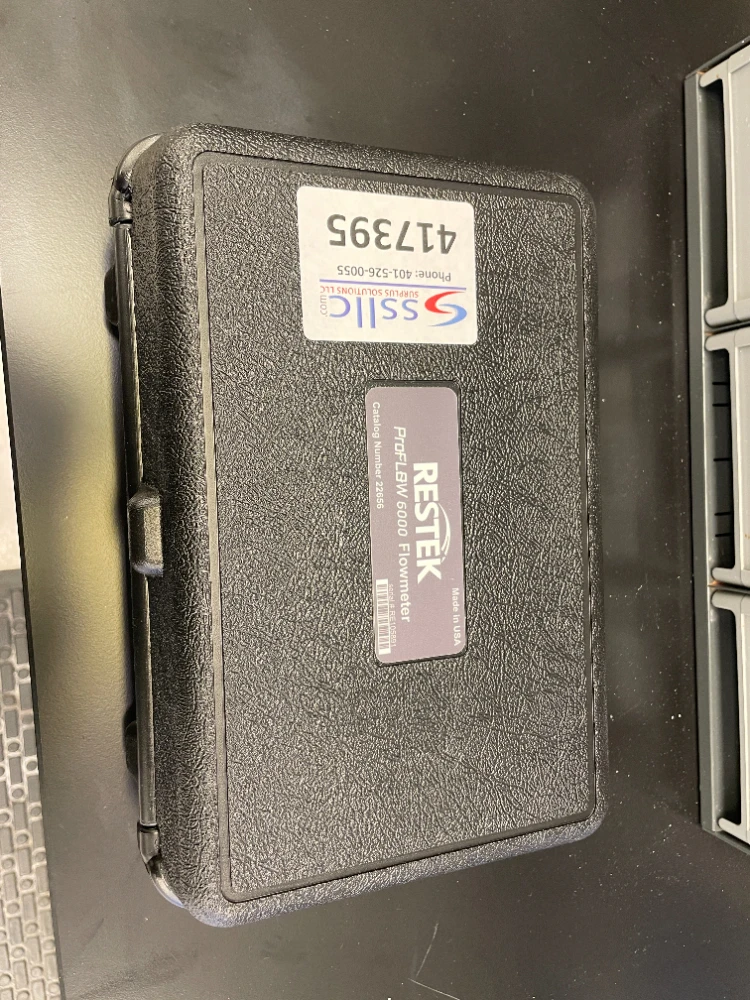 ssllc.com
SURPLUS SOLUTIONS LLC
Phone: 401-526-0055
417395
RESTEK
ProFLOW 6000 Flowmeter
Catalog Number 22656
Made in USA